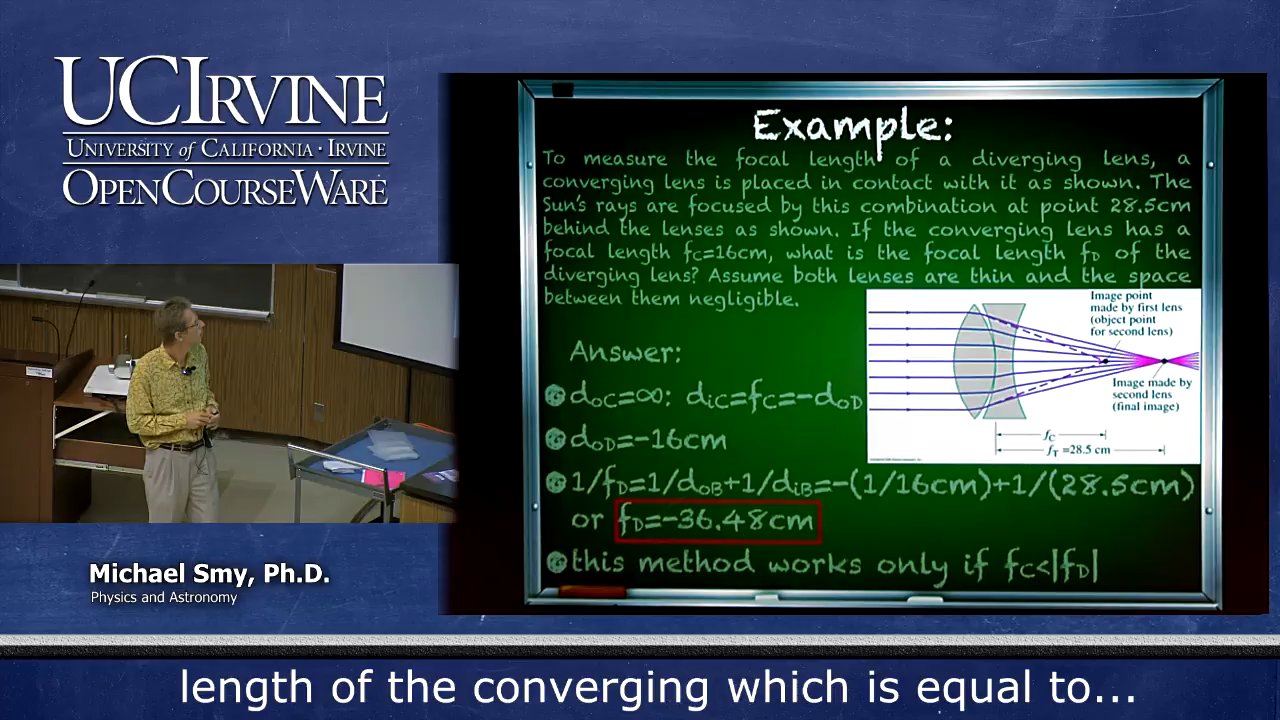 UCIRVINE
UNIVERSITY of CALIFORNIA · IRVINE
OPENCOURSEWARE
Example:
To measure the focal length of a diverging lens, a
converging lens is placed in contact with it as shown. The
Sun's rays are focused by this combination at point 28.5cm
behind the lenses as shown. If the converging lens has a
focal length fC=16cm, what is the focal length fD of the
diverging lens? Assume both lenses are thin and the space
between them negligible.
Image point
made by first lens
(object point
for second lens)
Image made by
second lens
(final image)
fC
fT =28.5 cm
Answer:
dOC=∞: diC=fC=-dOD
dOD=-16cm
1/fD=1/dOB+1/diB=-(1/16cm)+1/(28.5cm)
or fD=-36.48cm
this method works only if fC<|fD|
Michael Smy, Ph.D.
Physics and Astronomy
length of the converging which is equal to...